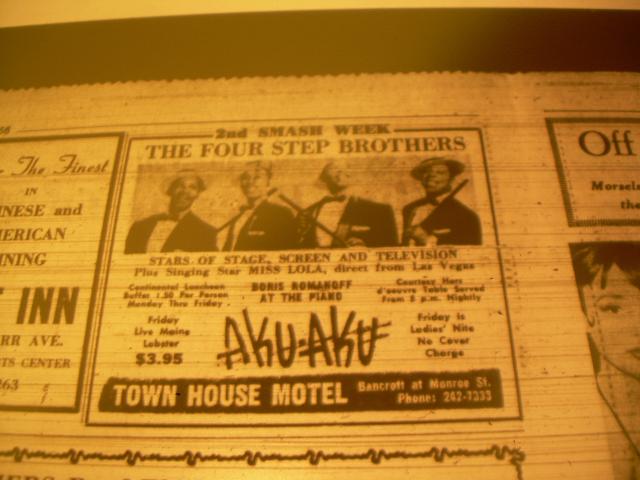 The Finest
IN
INESE and
ERICAN
NING
INN
RR AVE.
TS CENTER
263
2nd SMASH WEEK
THE FOUR STEP BROTHERS
STARS OF STAGE, SCREEN AND TELEVISION
Plus Singing Star MISS LOLA, direct from Las Vegas
Continental Luncheon
Buffet 1.50 Per Person
Monday Thru Friday
BORIS ROMANOFF
AT THE PIANO
Courtesy Hors
d'oeuvre Table Served
From 5 p.m. Nightly
Friday
Live Maine
Lobster
$3.95
AKU-AKU
Friday is
Ladies' Nite
No Cover
Charge
TOWN HOUSE MOTEL
Bancroft at Monroe St.
Phone: 242-7333
Off
Morsels
the